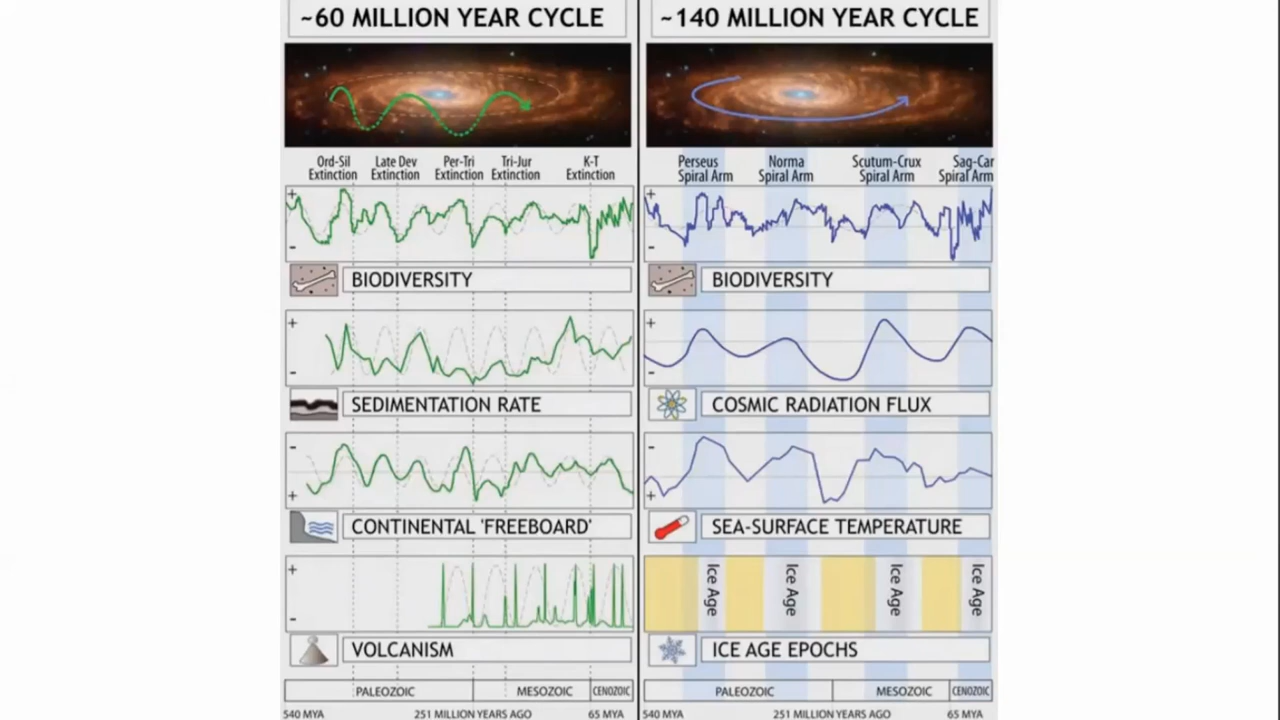 ~60 MILLION YEAR CYCLE
Ord-Sil Extinction
Late Dev Extinction
Per-Tri Extinction
Tri-Jur Extinction
K-T Extinction
+
-
BIODIVERSITY
+
-
SEDIMENTATION RATE
-
+
CONTINENTAL 'FREEBOARD'
+
-
VOLCANISM
PALEOZOIC
MESOZOIC
CENOZOIC
540 MYA
251 MILLION YEARS AGO
65 MYA
~140 MILLION YEAR CYCLE
Perseus Spiral Arm
Norma Spiral Arm
Scutum-Crux Spiral Arm
Sag-Car Spiral Arm
+
-
BIODIVERSITY
+
-
COSMIC RADIATION FLUX
-
+
SEA-SURFACE TEMPERATURE
Ice Age
Ice Age
Ice Age
Ice Age
ICE AGE EPOCHS
PALEOZOIC
MESOZOIC
CENOZOIC
540 MYA
251 MILLION YEARS AGO
65 MYA